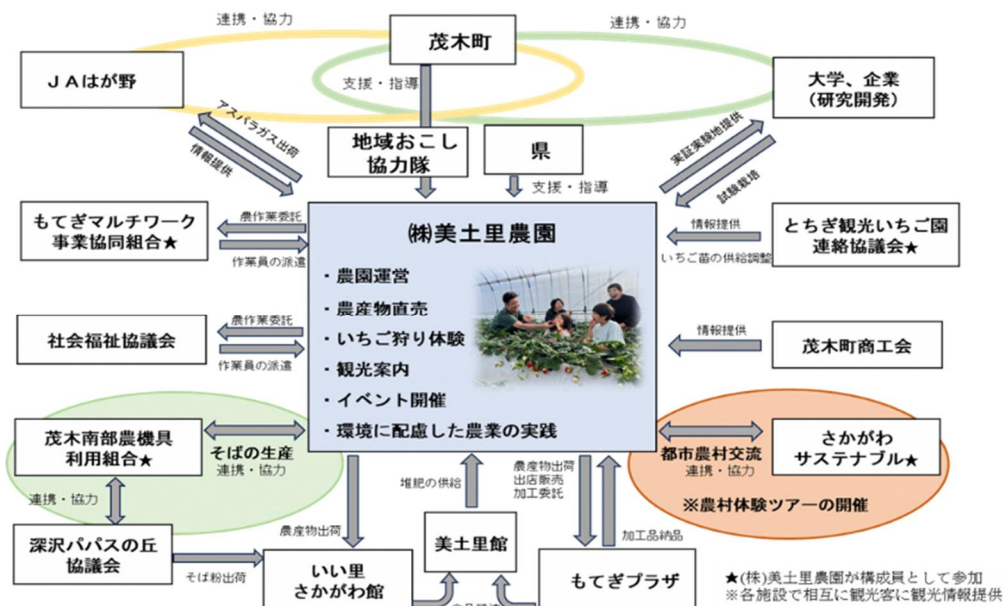 連携・協力
連携・協力
茂木町
JAはが野
支援・指導
大学、企業
（研究開発）
地域おこし
協力隊
県
支援・指導
アスパラガス出荷
情報提供
実証実験地提供
試験栽培
もてぎマルチワーク
事業協同組合★
農作業委託
作業員の派遣
(株)美土里農園
・農園運営
・農産物直売
・いちご狩り体験
・観光案内
・イベント開催
・環境に配慮した農業の実践
情報提供
いちご苗の供給調整
とちぎ観光いちご園
連絡協議会★
社会福祉協議会
農作業委託
作業員の派遣
情報提供
茂木町商工会
茂木南部農機具
利用組合★
そばの生産
連携・協力
都市農村交流
連携・協力
さかがわ
サステナブル★
※農村体験ツアーの開催
連携・協力
農産物出荷
堆肥の供給
農産物出荷
出店販売
加工委託
加工品納品
深沢パパスの丘
協議会
そば粉出荷
いい里
さかがわ館
美土里館
もてぎプラザ
★(株)美土里農園が構成員として参加
※各施設で相互に観光客に観光情報提供